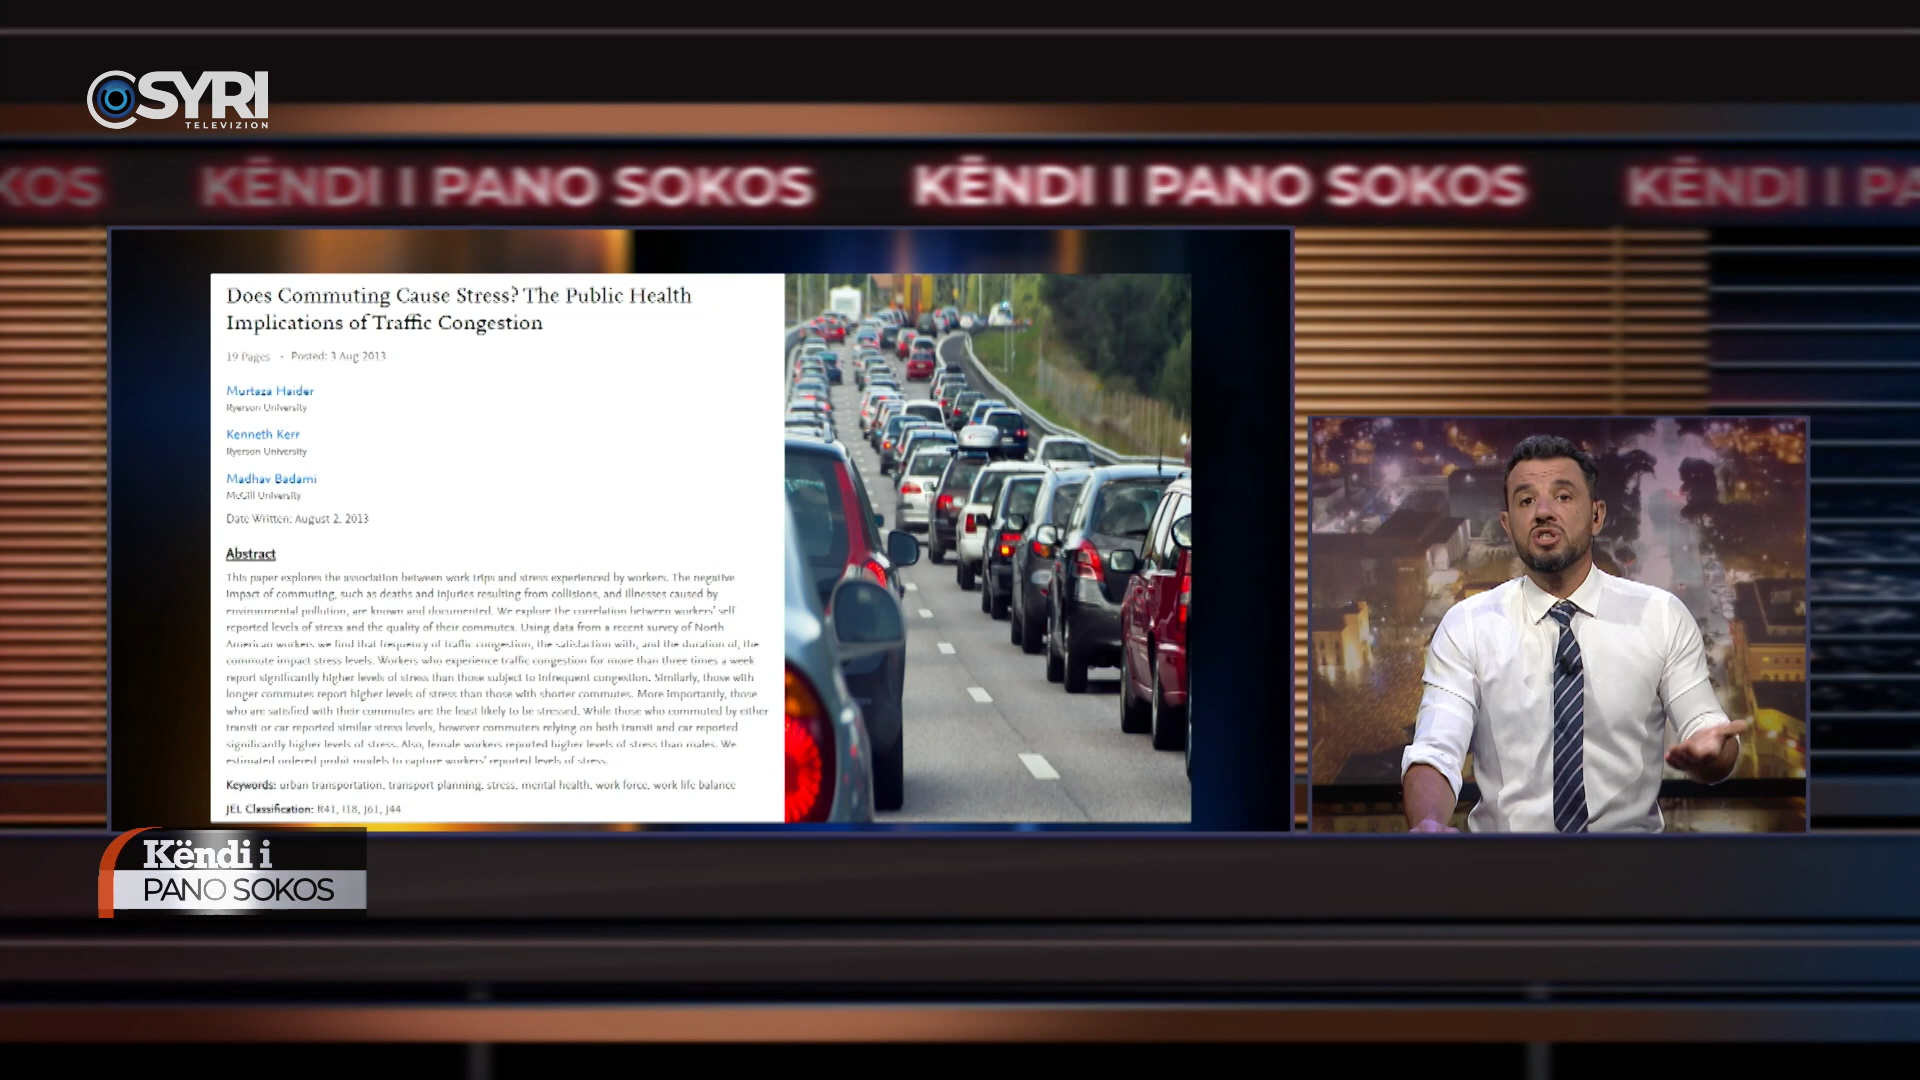 SYRI
TELEVIZION
KOS KËNDI I PANO SOKOS KËNDI I PANO SOKOS KËNDI I PA
Does Commuting Cause Stress? The Public Health
Implications of Traffic Congestion
19 Pages • Posted: 3 Aug 2013
Murtaza Haider
Ryerson University
Kenneth Kerr
Ryerson University
Madhav Badami
McGill University
Date Written: August 2, 2013
Abstract
This paper explores the association between work trips and stress experienced by workers. The negative
impact of commuting, such as deaths and injuries resulting from collisions, and illnesses caused by
environmental pollution, are known and documented. We explore the correlation between workers' self
reported levels of stress and the quality of their commutes. Using data from a recent survey of North
American workers we find that frequency of traffic congestion, the satisfaction with, and the duration of, the
commute impact stress levels. Workers who experience traffic congestion for more than three times a week
report significantly higher levels of stress than those subject to infrequent congestion. Similarly, those with
longer commutes report higher levels of stress than those with shorter commutes. More importantly, those
who are satisfied with their commutes are the least likely to be stressed. While those who commuted by either
transit or car reported similar stress levels, however commuters relying on both transit and car reported
significantly higher levels of stress. Also, female workers reported higher levels of stress than males. We
estimated ordered probit models to capture workers' reported levels of stress.
Keywords: urban transportation, transport planning, stress, mental health, work force, work life balance
JEL Classification: R41, I18, J61, J44
Këndi i
PANO SOKOS